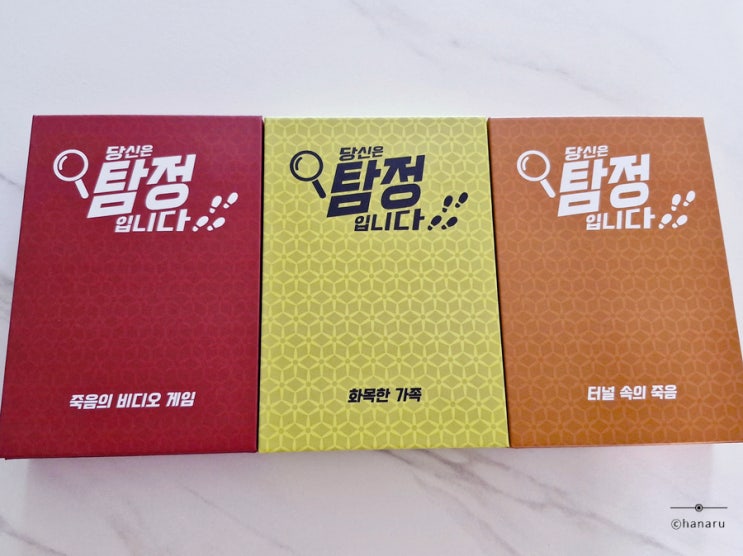 당신은
탐정
입니다
죽음의 비디오 게임
당신은
탐정
입니다
화목한 가족
당신은
탐정
입니다
터널 속의 죽음
ⓒhanaru